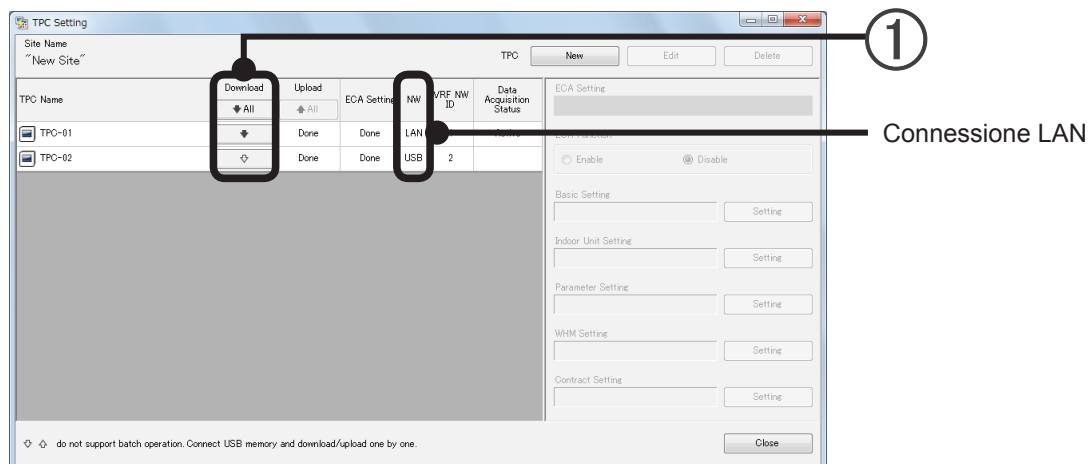 TPC Setting
Site Name
"New Site"
TPC New Edit Delete
①
TPC Name Download Upload ECA Setting NW VRF NW ID Data Acquisition Status
All All
TPC-01 Done Done LAN
TPC-02 Done Done USB 2
ECA Setting
Enable Disable
Basic Setting
Setting
Indoor Unit Setting
Setting
Parameter Setting
Setting
WHM Setting
Setting
Contract Setting
Setting
Connessione LAN
do not support batch operation. Connect USB memory and download/upload one by one.
Close